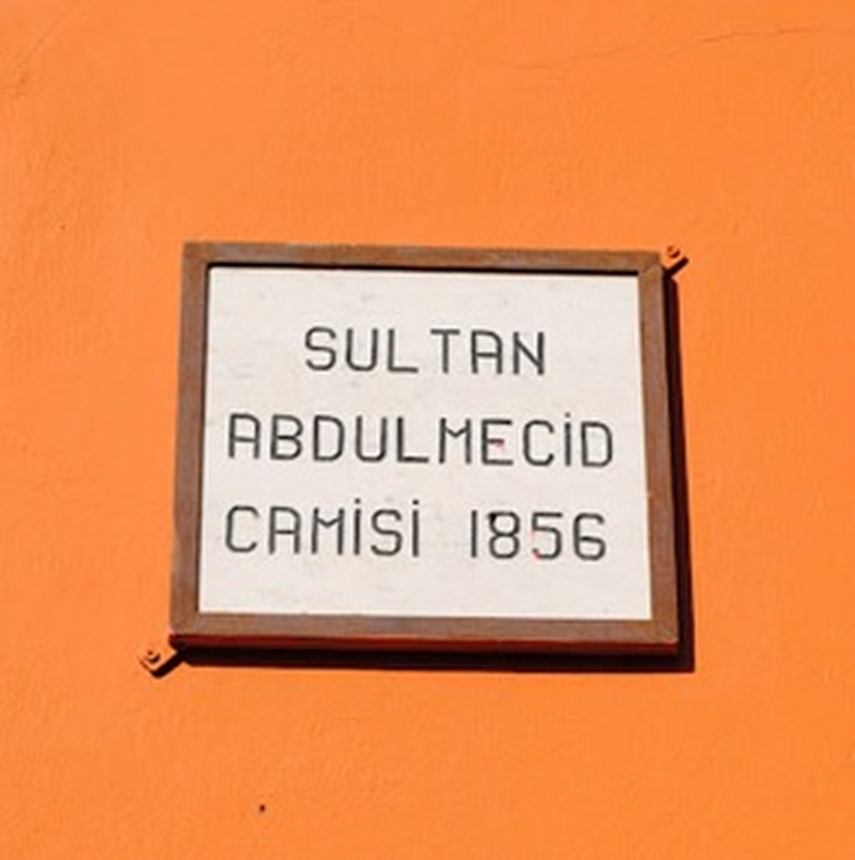 SULTAN
ABDULMECİD
CAMİSİ 1856